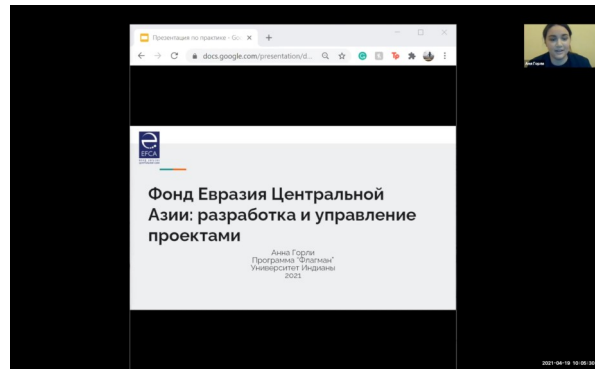 Презентация по практике - Goo
docs.google.com/presentation/d...
EFCA
Фонд Евразия Центральной
Азии: разработка и управление
проектами
Анна Горли
Программа "Флагман"
Университет Индианы
2021
2021-04-19 10:05:30